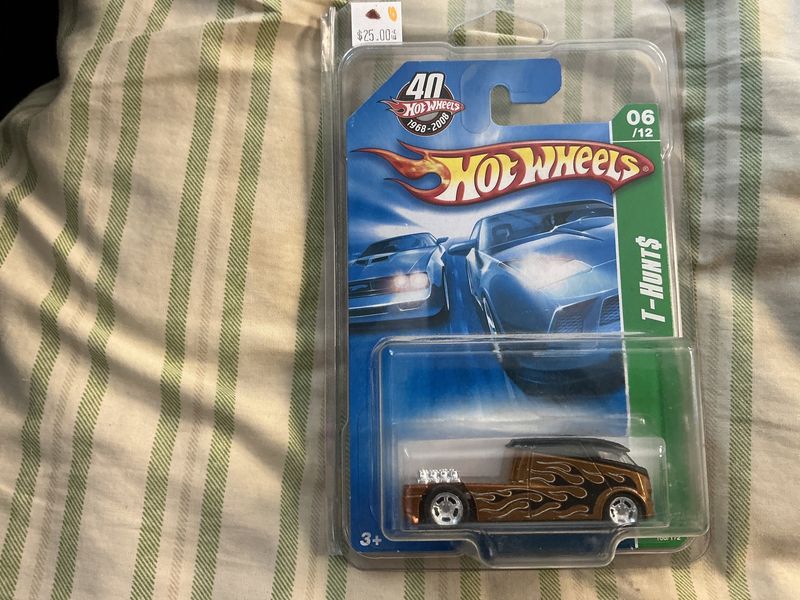 $25.00
40
HOT WHEELS
1968-2008
HOT WHEELS®
06
/12
T-HUNT$
3+